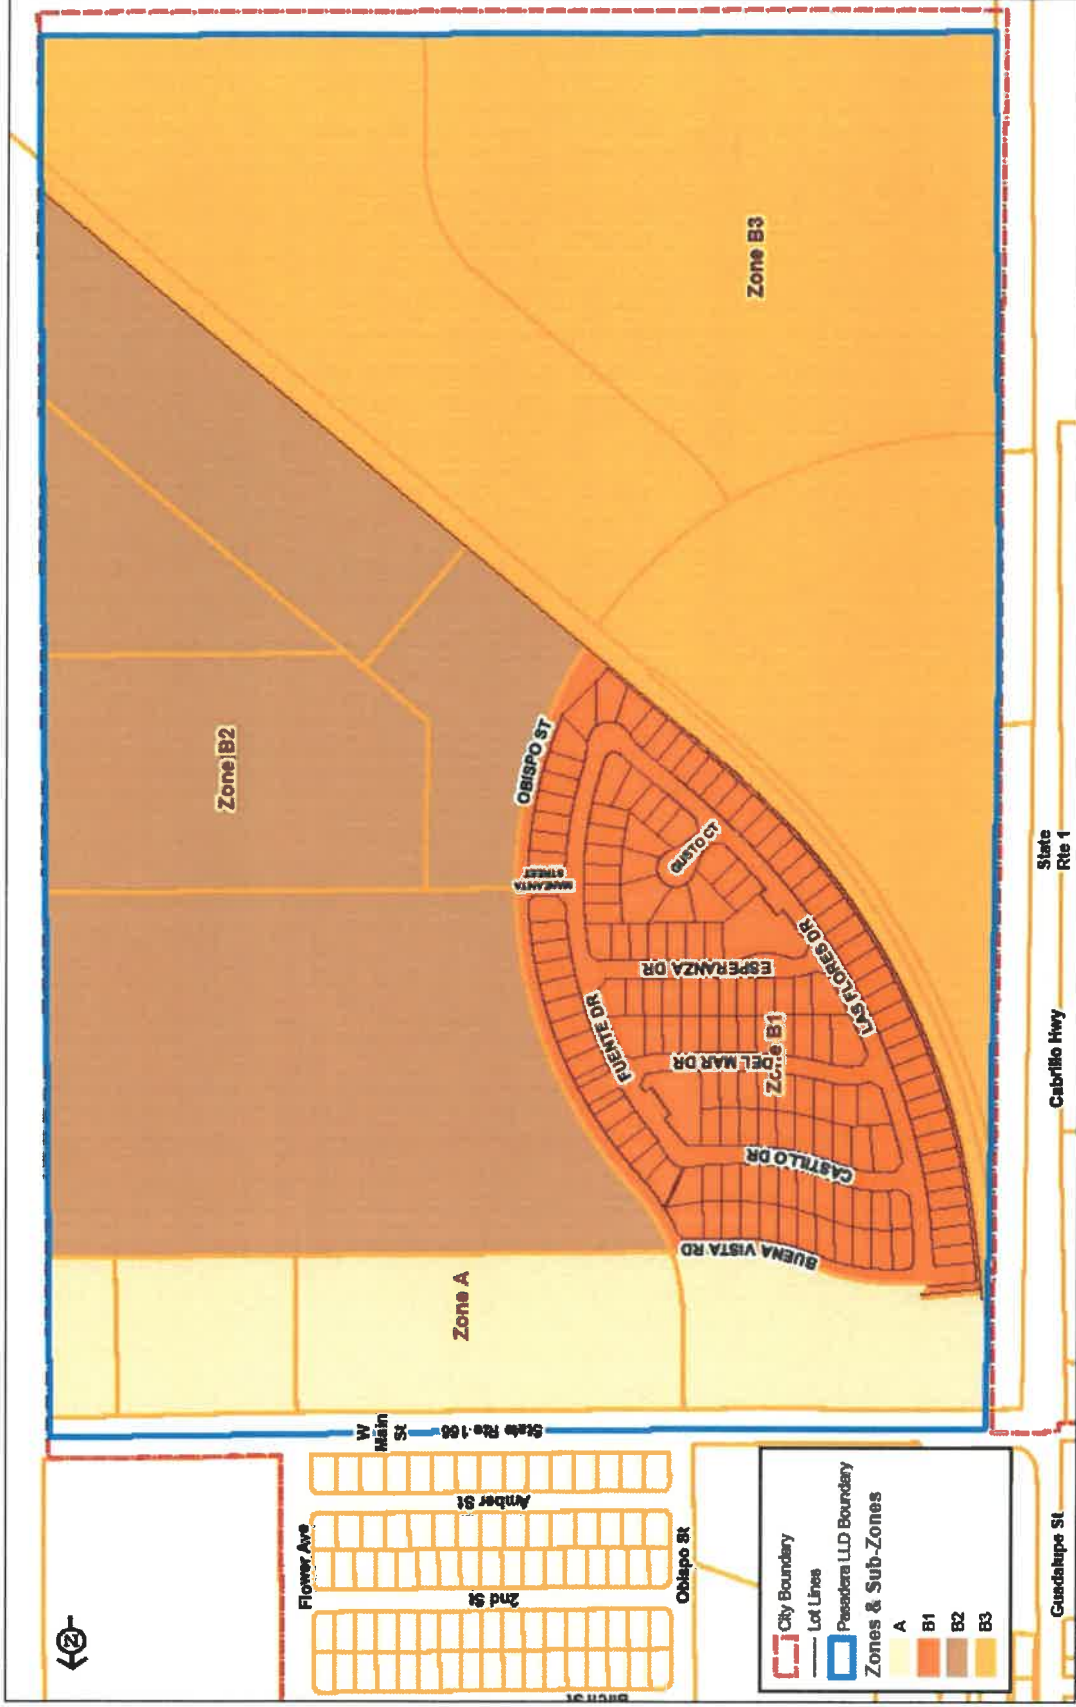 Zone B3
Zone B2
OBISPO ST
MANZANITA
STREET
GUSTO CT
ESPERANZA DR
LAS FLORES DR
FUENTE DR
DEL MAR DR
Zone B1
CASTILLO DR
BUENA VISTA RD
Zone A
State
Rte 1
Cabrillo Hwy
W
Main
St
State Rte 166
Amber St
Flower Ave
2nd St
Obispo St
Birch St
Guadalupe St
N
City Boundary
Lot Lines
Pasadera LLD Boundary
Zones & Sub-Zones
A
B1
B2
B3